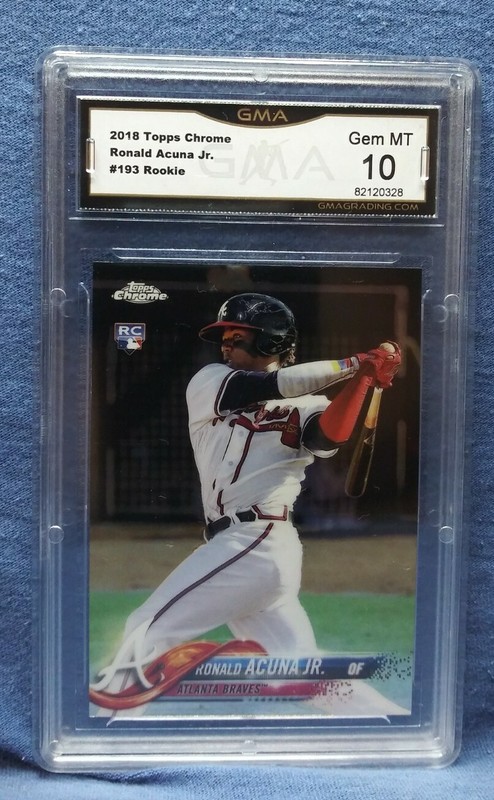 GMA
2018 Topps Chrome
Ronald Acuna Jr.
#193 Rookie
GMA
Gem MT
10
82120328
GMAGRADING.COM
Topps
Chrome
RC
A
A
RONALD ACUNA JR. OF
ATLANTA BRAVES